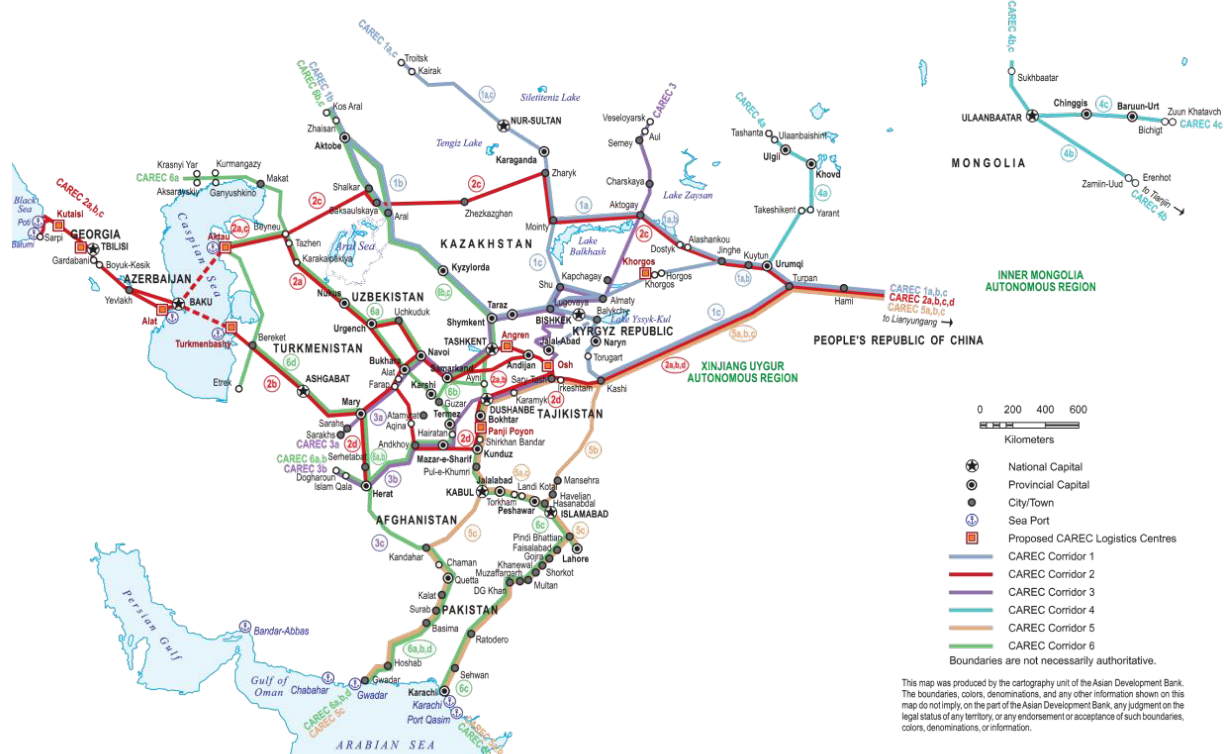 CAREC 1a,c
Troitsk
Kairak
Siletiteniz Lake
1a,c
NUR-SULTAN
Tengiz Lake
Karaganda
CAREC 1b
CAREC 6b,c
Kos Aral
Zhaisan
Aktobe
1b
CAREC 3
Veseloyarsk
Aul
Semey
Charskaya
Lake Zaysan
CAREC 4a
Tashanta
Ulaanbaishint
Ulgii
Khovd
4a
Takeshikent
Yarant
CAREC 4b,c
Sukhbaatar
ULAANBAATAR
Chinggis
4c
Baruun-Urt
Zuun Khatavch
Bichigt
CAREC 4c
MONGOLIA
4b
Zamiin-Uud
Erenhot
to Tianjin
CAREC 4b
Krasnyi Yar
Kurmangazy
CAREC 6a
Aksarayskiy
Ganyushkino
Makat
CAREC 2a,b,c
Black
Sea
Poti
Batumi
Sarpi
Kutaisi
GEORGIA
TBILISI
Gardabani
Boyuk-Kesik
AZERBAIJAN
Yevlakh
BAKU
Alat
Caspian Sea
Aktau
2a,c
Beyneu
2c
Shalkar
Saksaulskaya
Aral
Aral Sea
Tazhen
Karakalpakiya
2a
2c
Zharyk
Zhezkazghan
KAZAKHSTAN
Mointy
1a
Aktogay
1a,b
2c
Lake
Balkhash
1c
Dostyk
Alashankou
Jinghe
Kuytun
Urumqi
1a,b
Turpan
Hami
CAREC 1a,b,c
CAREC 2a,b,c,d
CAREC 5a,b,c
to Lianyungang
INNER MONGOLIA
AUTONOMOUS REGION
PEOPLE'S REPUBLIC OF CHINA
XINJIANG UYGUR
AUTONOMOUS REGION
Khorgos
Khorgos
Horgos
Kapchagay
Almaty
Shu
Lugovaya
Balykchy
BISHKEK
Lake Yssyk-Kul
KYRGYZ REPUBLIC
Naryn
Torugart
Kashi
1c
5a,b,c
2a,b,d
Kyzylorda
6b,c
Taraz
Shymkent
TASHKENT
Angren
Jalal-Abad
Andijan
Osh
Sary-Tash
Irkeshtam
Karamyk
2a,b
2d
TAJIKISTAN
Nukus
UZBEKISTAN
6a
Uchkuduk
Urgench
Bukhara
Navoi
Alat
Farap
Samarkand
Ayni
Karshi
6b
Guzar
Termez
DUSHANBE
Bokhtar
Panji Poyon
Shirkhan Bandar
Kunduz
2d
Hairatan
Mazar-e-Sharif
Pul-e-Khumri
Turkmenbashy
Bereket
TURKMENISTAN
6d
2b
ASHGABAT
Etrek
Mary
3a
Sarahs
Sarakhs
CAREC 3a
2d
Serhetabat
Atamyrat
Aqina
Andkhoy
6a,b
3b
CAREC 6a,b
CAREC 3b
Dogharoun
Islam Qala
Herat
AFGHANISTAN
3c
Kandahar
5c
KABUL
Jalalabad
5a,c
Torkham
Landi Kotal
Peshawar
Mansehra
Havelian
Hasanabdal
ISLAMABAD
5b
6c
5c
Pindi Bhattian
Faisalabad
Gojra
Lahore
Khanewal
Shorkot
Muzaffargarh
Multan
DG Khan
Chaman
Quetta
Kalat
Surab
PAKISTAN
Basima
Ratodero
6a,b,d
Hoshab
Sehwan
Gwadar
Gwadar
Karachi
6c
Karachi
Port Qasim
CAREC 6a,b,d
CAREC 5c
Persian Gulf
Bandar-Abbas
Gulf of
Oman
Chabahar
ARABIAN SEA
0 200 400 600
Kilometers
National Capital
Provincial Capital
City/Town
Sea Port
Proposed CAREC Logistics Centres
CAREC Corridor 1
CAREC Corridor 2
CAREC Corridor 3
CAREC Corridor 4
CAREC Corridor 5
CAREC Corridor 6
Boundaries are not necessarily authoritative.
This map was produced by the cartography unit of the Asian Development Bank.
The boundaries, colors, denominations, and any other information shown on this
map do not imply, on the part of the Asian Development Bank, any judgment on the
legal status of any territory, or any endorsement or acceptance of such boundaries,
colors, denominations, or information.